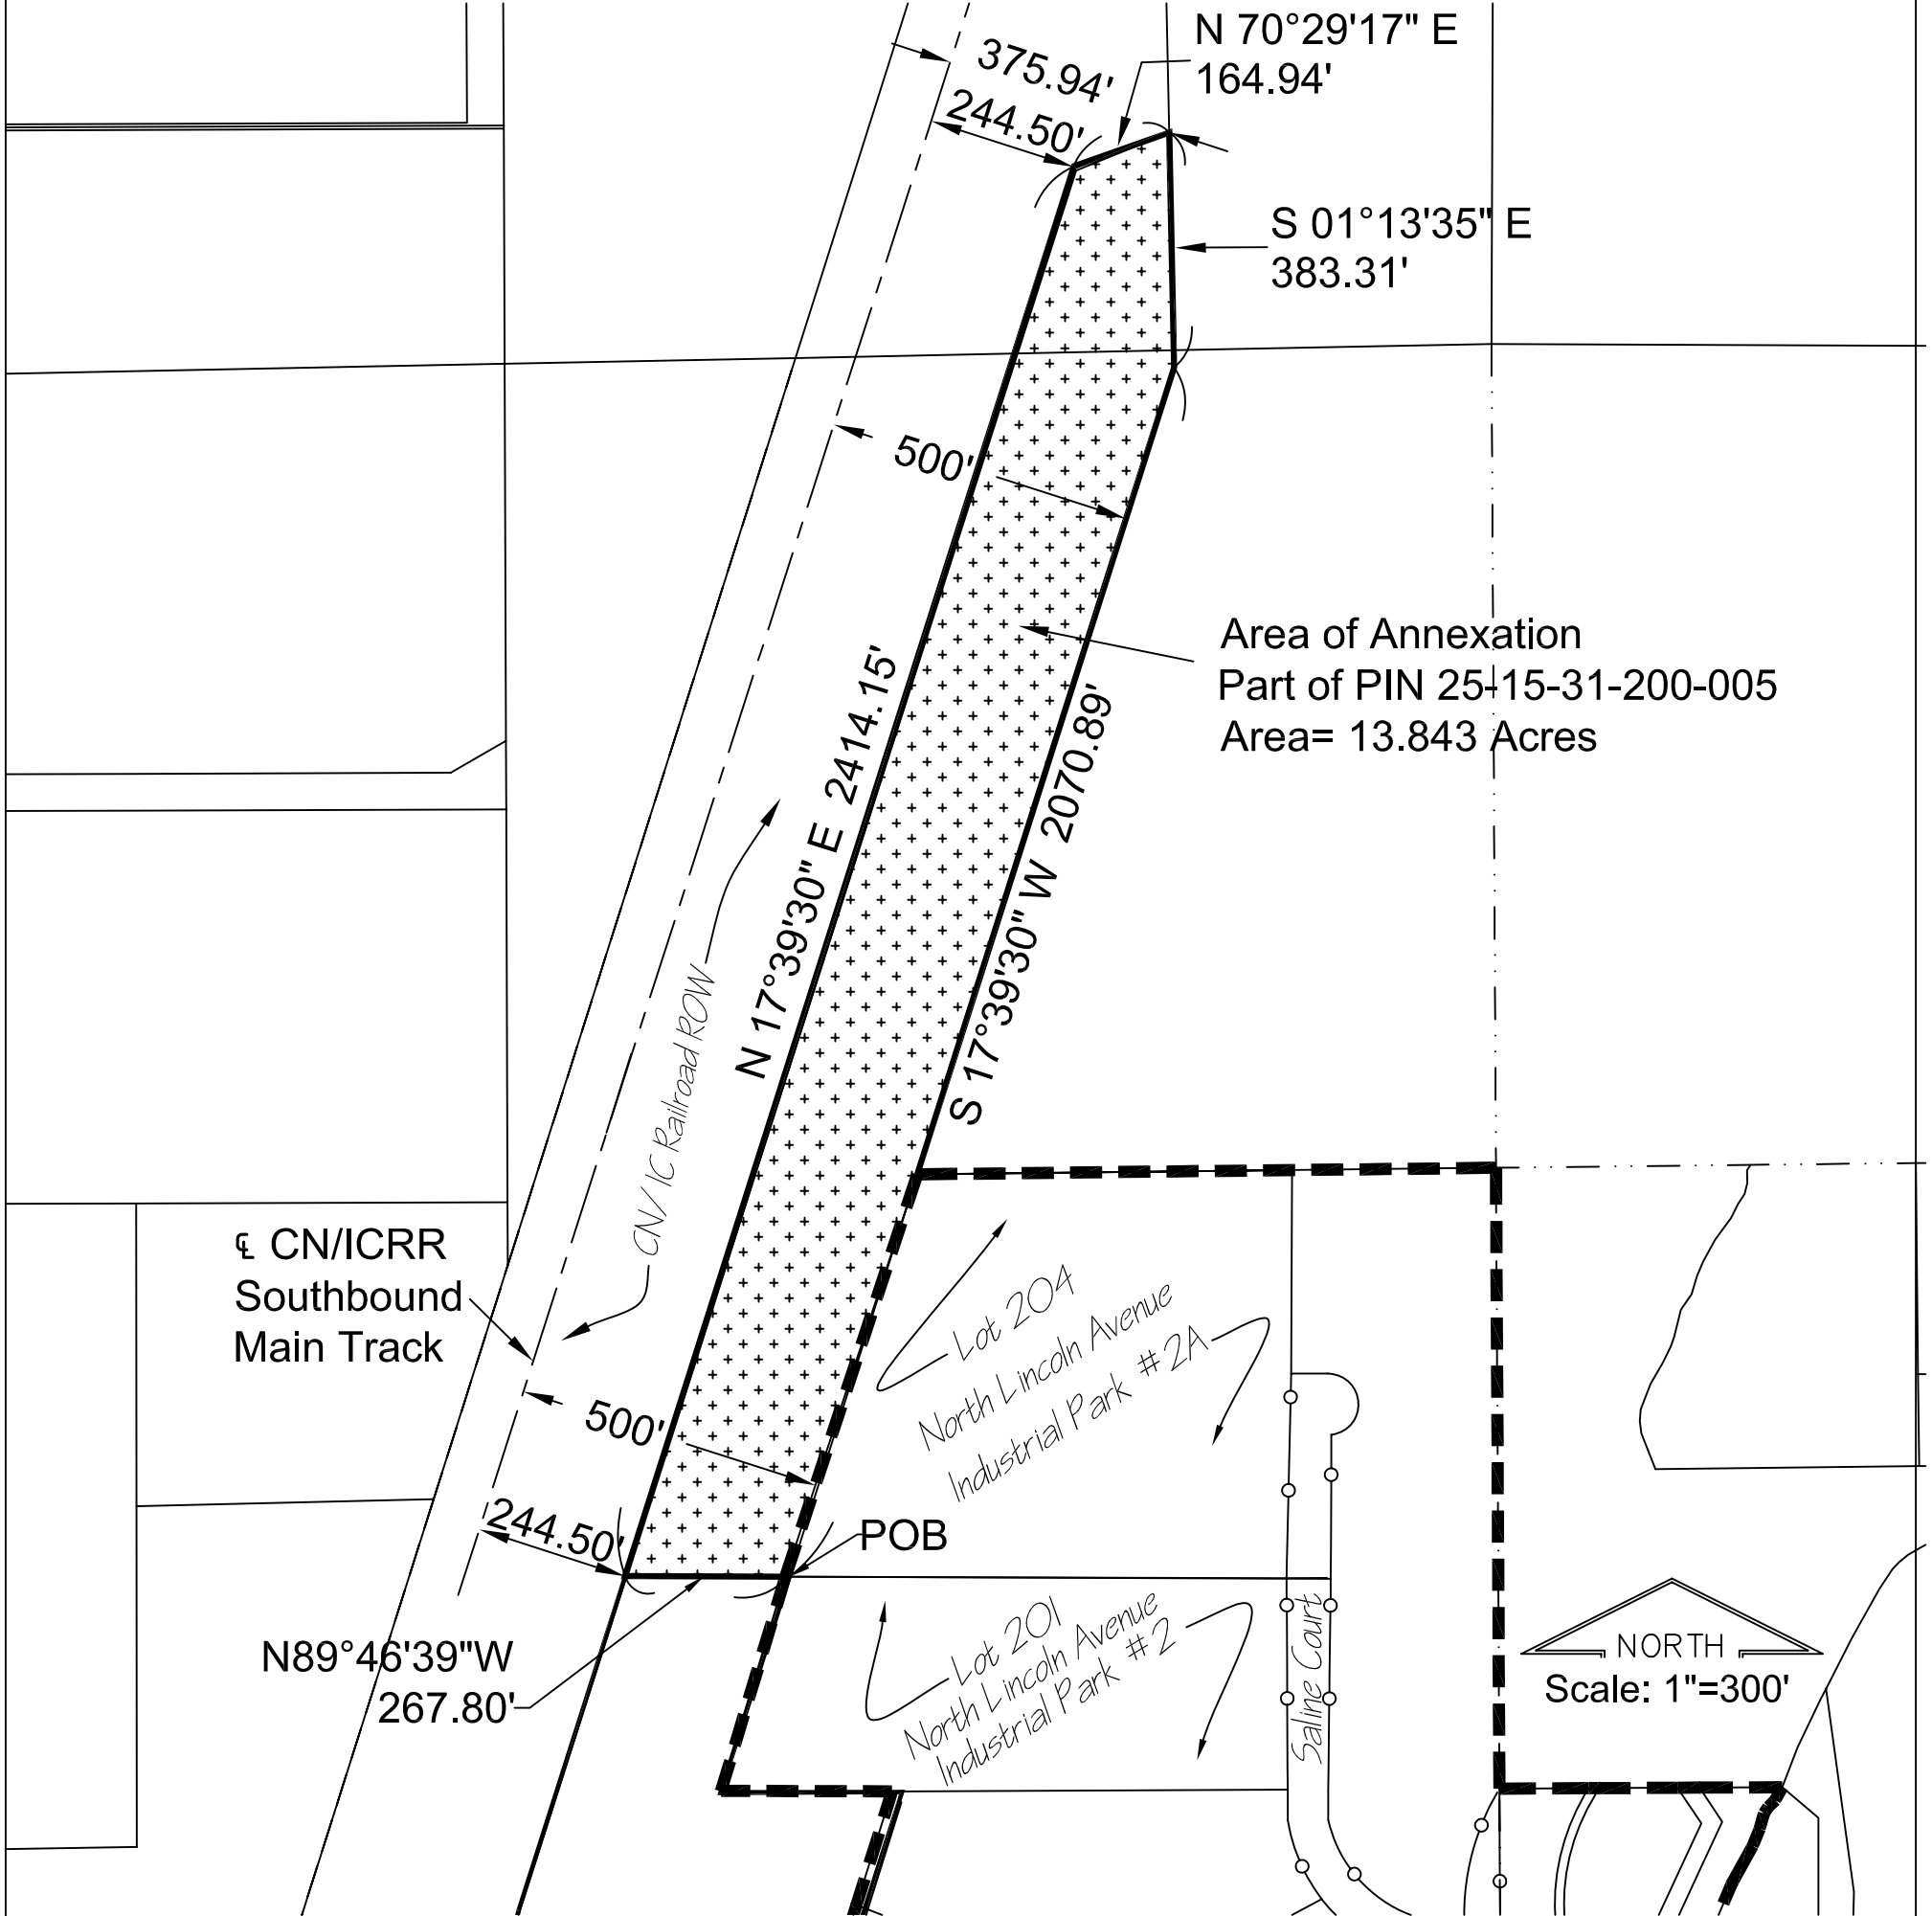 N 70°29'17" E
164.94'
375.94'
244.50'
S 01°13'35" E
383.31'
500'
Area of Annexation
Part of PIN 25-15-31-200-005
Area= 13.843 Acres
N 17°39'30" E 2414.15'
S 17°39'30" W 2070.89'
CN/IC Railroad ROW
℄ CN/ICRR
Southbound
Main Track
Lot 204
North Lincoln Avenue
Industrial Park #2A
500'
244.50'
POB
N89°46'39"W
267.80'
Lot 201
North Lincoln Avenue
Industrial Park #2
Saline Court
NORTH
Scale: 1"=300'